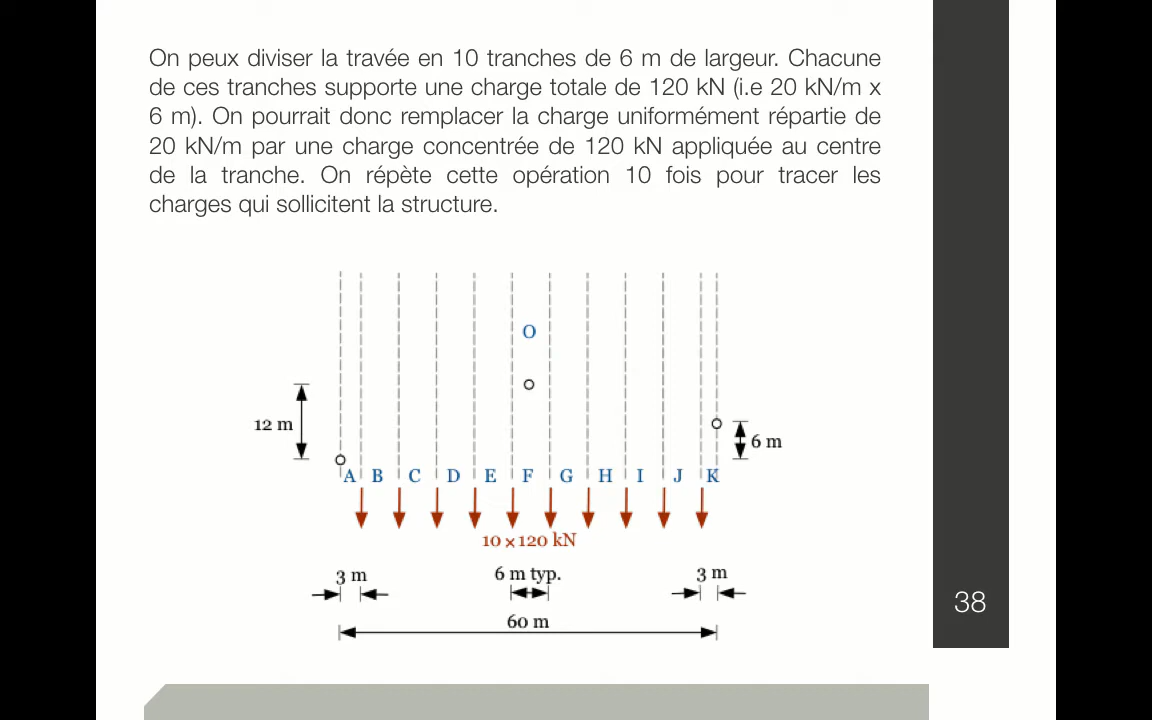 On peux diviser la travée en 10 tranches de 6 m de largeur. Chacune
de ces tranches supporte une charge totale de 120 kN (i.e 20 kN/m x
6 m). On pourrait donc remplacer la charge uniformément répartie de
20 kN/m par une charge concentrée de 120 kN appliquée au centre
de la tranche. On répète cette opération 10 fois pour tracer les
charges qui sollicitent la structure.
O
12 m
6 m
A B C D E F G H I J K
10 × 120 kN
3 m 6 m typ. 3 m
60 m
38